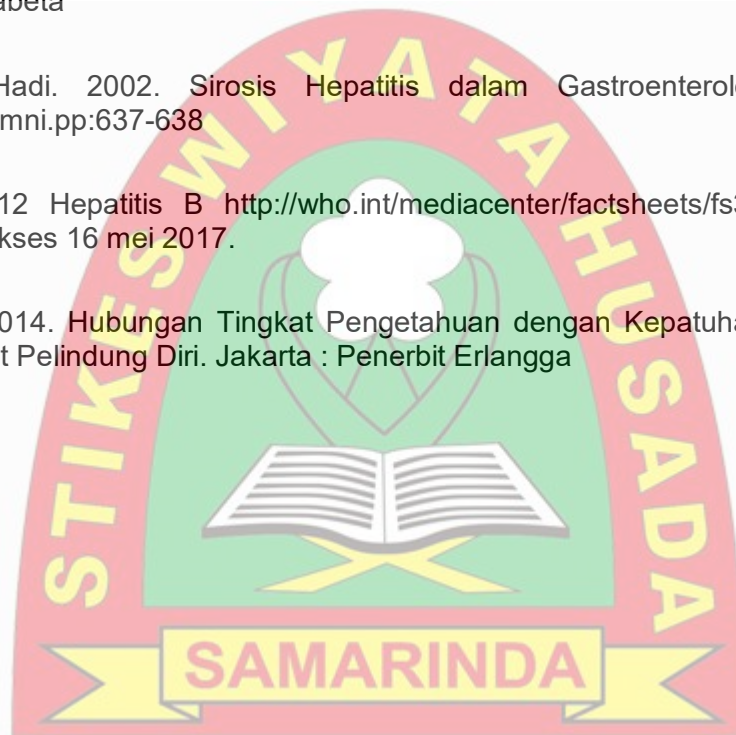 abeta
Hadi. 2002. Sirosis Hepatitis dalam Gastroenterol
mni.pp:637-638
12 Hepatitis B http://who.int/mediacenter/factsheets/fs
kses 16 mei 2017.
014. Hubungan Tingkat Pengetahuan dengan Kepatuha
t Pelindung Diri. Jakarta : Penerbit Erlangga
STIKES WIYATA HUSADA
SAMARINDA